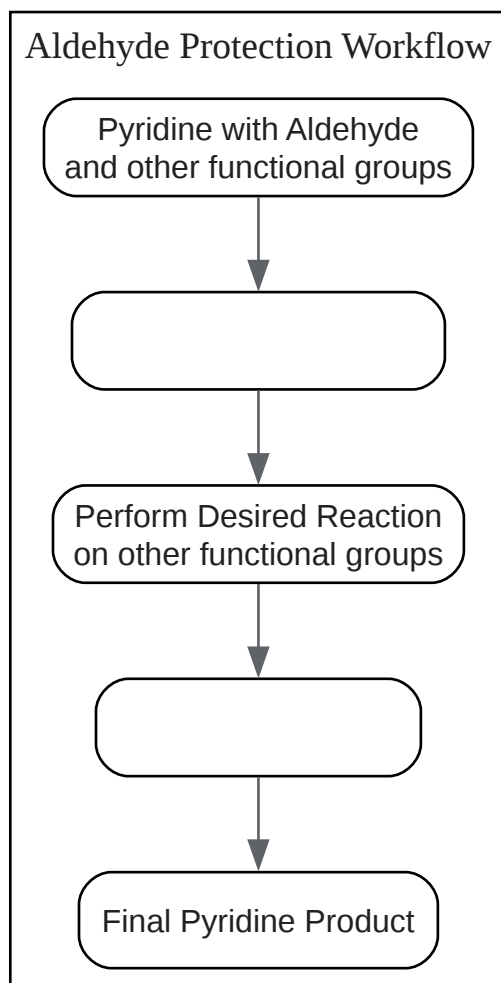 Aldehyde Protection Workflow
Pyridine with Aldehyde
and other functional groups
Perform Desired Reaction
on other functional groups
Final Pyridine Product